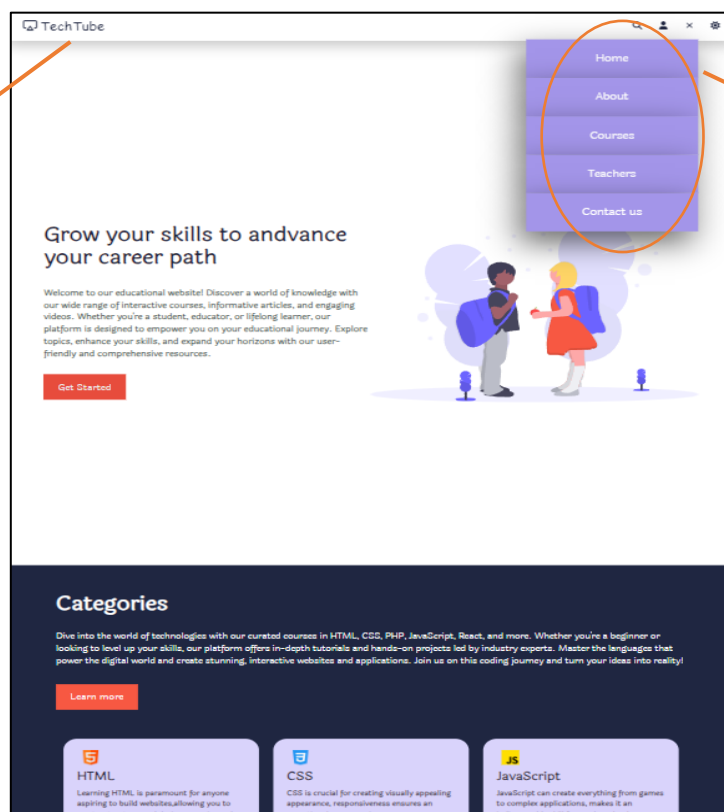 TechTube
Home
About
Courses
Teachers
Contact us
Grow your skills to andvance
your career path
Welcome to our educational website! Discover a world of knowledge with
our wide range of interactive courses, informative articles, and engaging
videos. Whether you're a student, educator, or lifelong learner, our
platform is designed to empower you on your educational journey. Explore
topics, enhance your skills, and expand your horizons with our user-
friendly and comprehensive resources.
Get Started
Categories
Dive into the world of technologies with our curated courses in HTML, CSS, PHP, JavaScript, React, and more. Whether you're a beginner or
looking to level up your skills, our platform offers in-depth tutorials and hands-on projects led by industry experts. Master the languages that
power the digital world and create stunning, interactive websites and applications. Join us on this coding journey and turn your ideas into reality!
Learn more
5
3
JS
HTML
CSS
JavaScript
Learning HTML is paramount for anyone
aspiring to build websites,allowing you to
CSS is crucial for creating visually appealing
appearance, responsiveness ensures an
JavaScript can create everything from games
to complex applications, makes it an